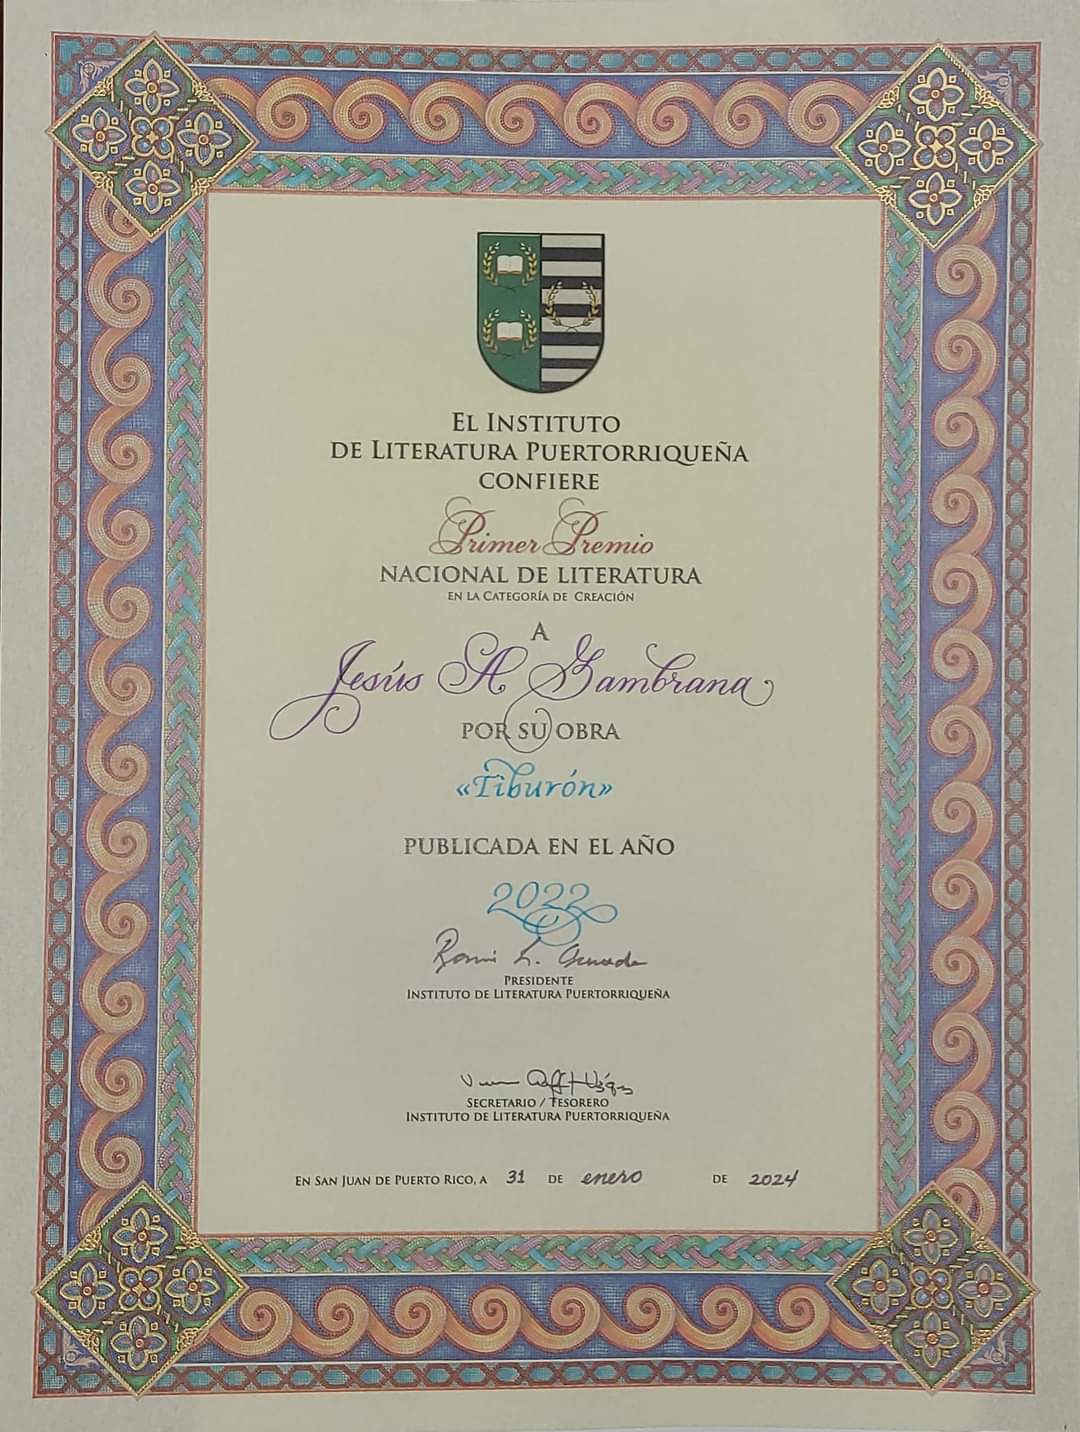 El Instituto
de Literatura Puertorriqueña
confiere
Primer Premio
Nacional de Literatura
en la Categoría de Creación
A
Jesús A Gambrana
por su obra
«Tiburón»
publicada en el año
2022
Presidente
Instituto de Literatura Puertorriqueña
Secretario / Tesorero
Instituto de Literatura Puertorriqueña
En San Juan de Puerto Rico, a 31 de enero de 2024